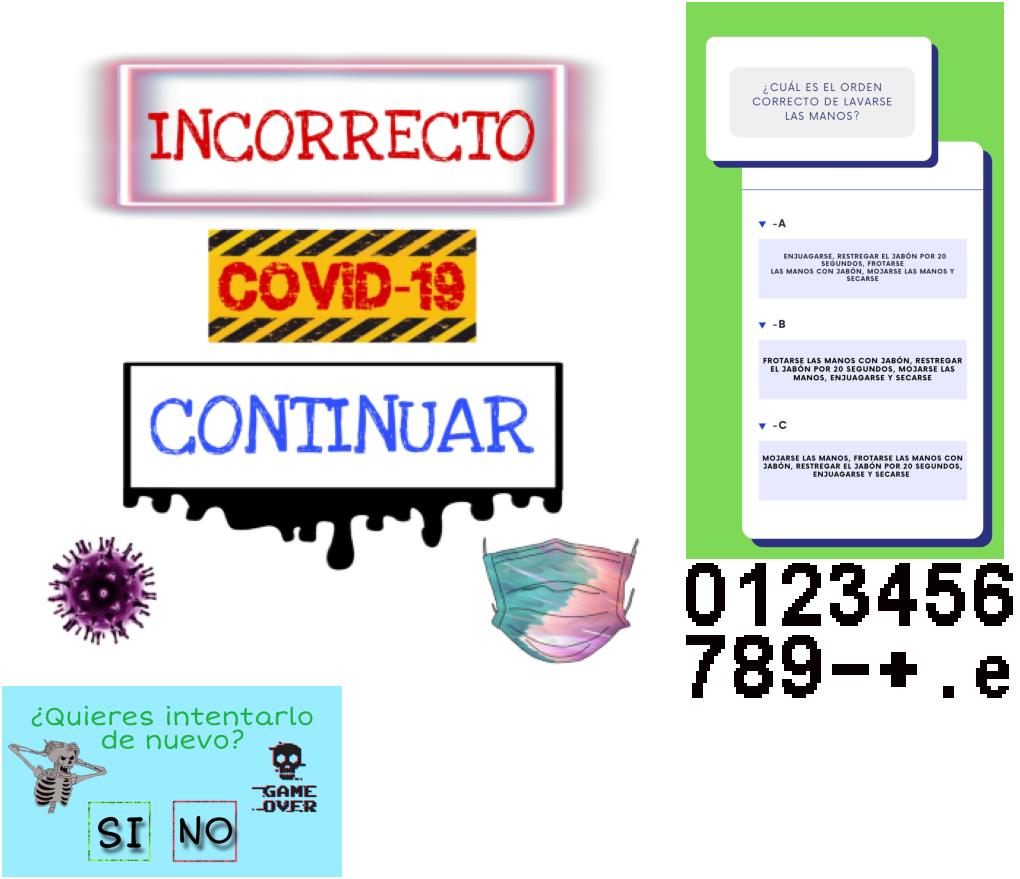 INCORRECTO
COVID-19
CONTINUAR
¿CUÁL ES EL ORDEN
CORRECTO DE LAVARSE
LAS MANOS?
-A
ENJUAGARSE, RESTREGAR EL JABÓN POR 20
SEGUNDOS, FROTARSE
LAS MANOS CON JABÓN, MOJARSE LAS MANOS Y
SECARSE
-B
FROTARSE LAS MANOS CON JABÓN, RESTREGAR
EL JABÓN POR 20 SEGUNDOS, MOJARSE LAS
MANOS, ENJUAGARSE Y SECARSE
-C
MOJARSE LAS MANOS, FROTARSE LAS MANOS CON
JABÓN, RESTREGAR EL JABÓN POR 20 SEGUNDOS,
ENJUAGARSE Y SECARSE
0123456
789-+.e
¿Quieres intentarlo
de nuevo?
GAME
OVER
SI NO